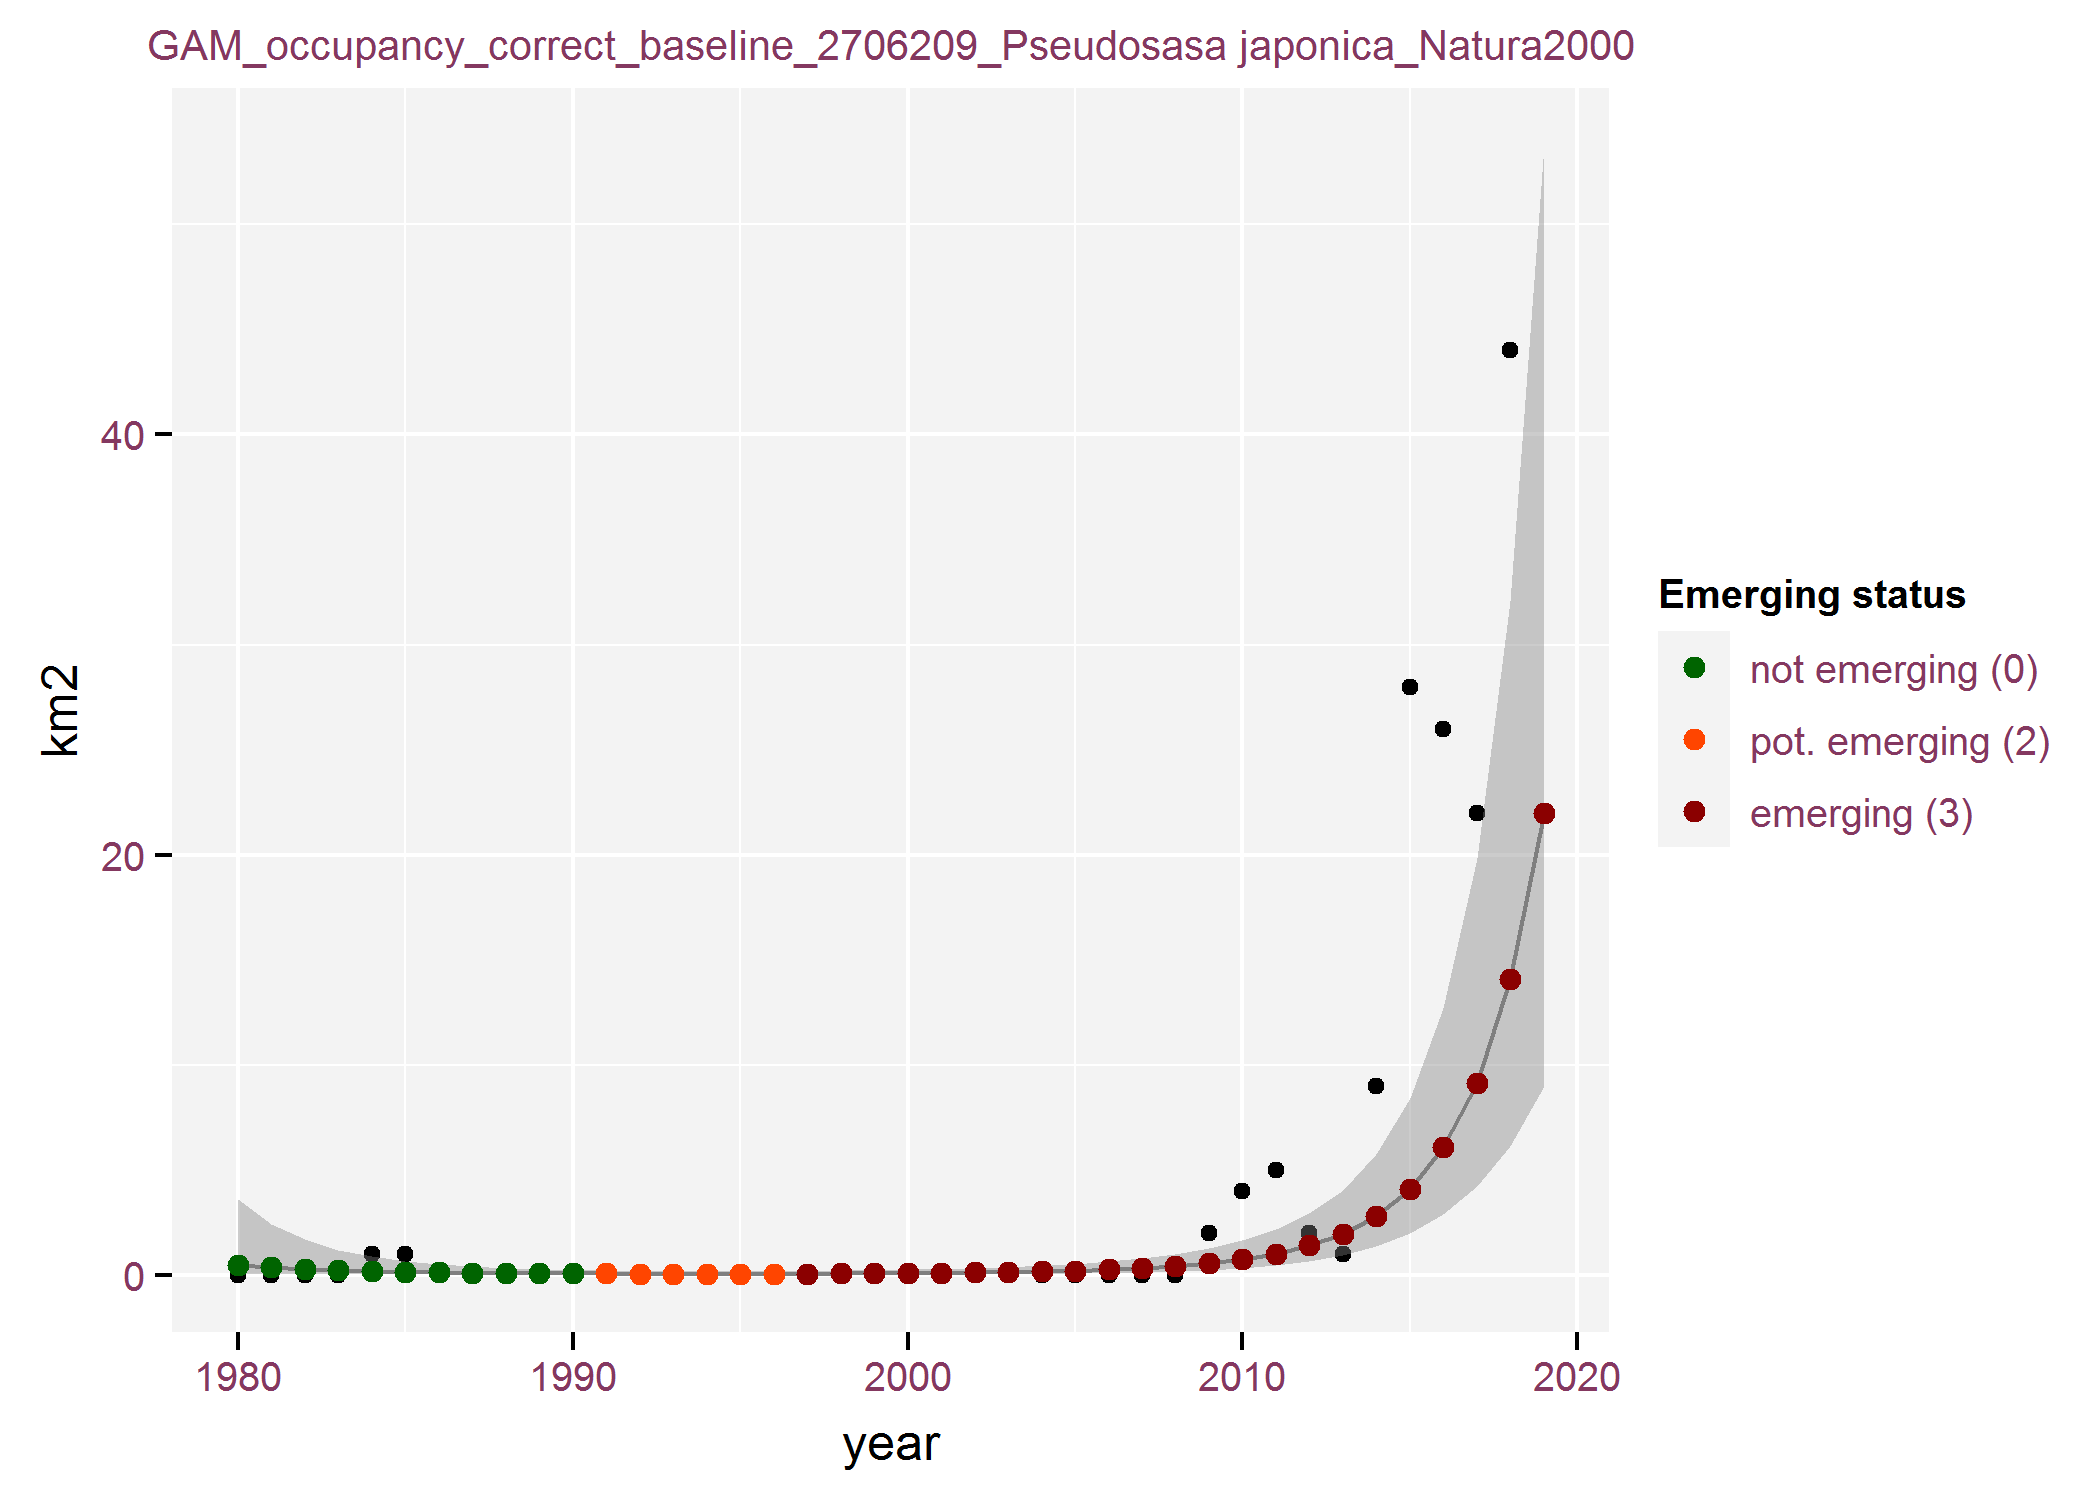 GAM_occupancy_correct_baseline_2706209_Pseudosasa japonica_Natura2000
km2
40
20
0
1980 1990 2000 2010 2020
year
Emerging status
not emerging (0)
pot. emerging (2)
emerging (3)